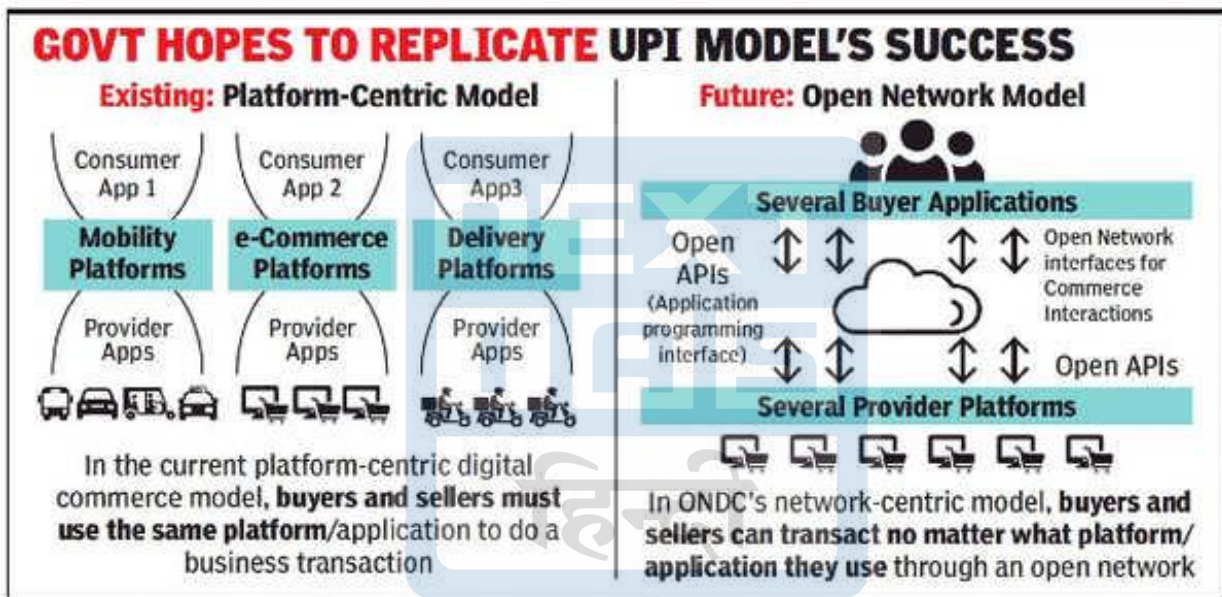 GOVT HOPES TO REPLICATE UPI MODEL'S SUCCESS
Existing: Platform-Centric Model
Consumer
App 1
Consumer
App 2
Consumer
App3
Mobility
Platforms
e-Commerce
Platforms
Delivery
Platforms
Provider
Apps
Provider
Apps
Provider
Apps
In the current platform-centric digital
commerce model, buyers and sellers must
use the same platform/application to do a
business transaction
Future: Open Network Model
Several Buyer Applications
Open
APIs
(Application
programming
interface)
Open Network
interfaces for
Commerce
Interactions
Open APIs
Several Provider Platforms
In ONDC's network-centric model, buyers and
sellers can transact no matter what platform/
application they use through an open network
NEXT
IAS
हिन्दी